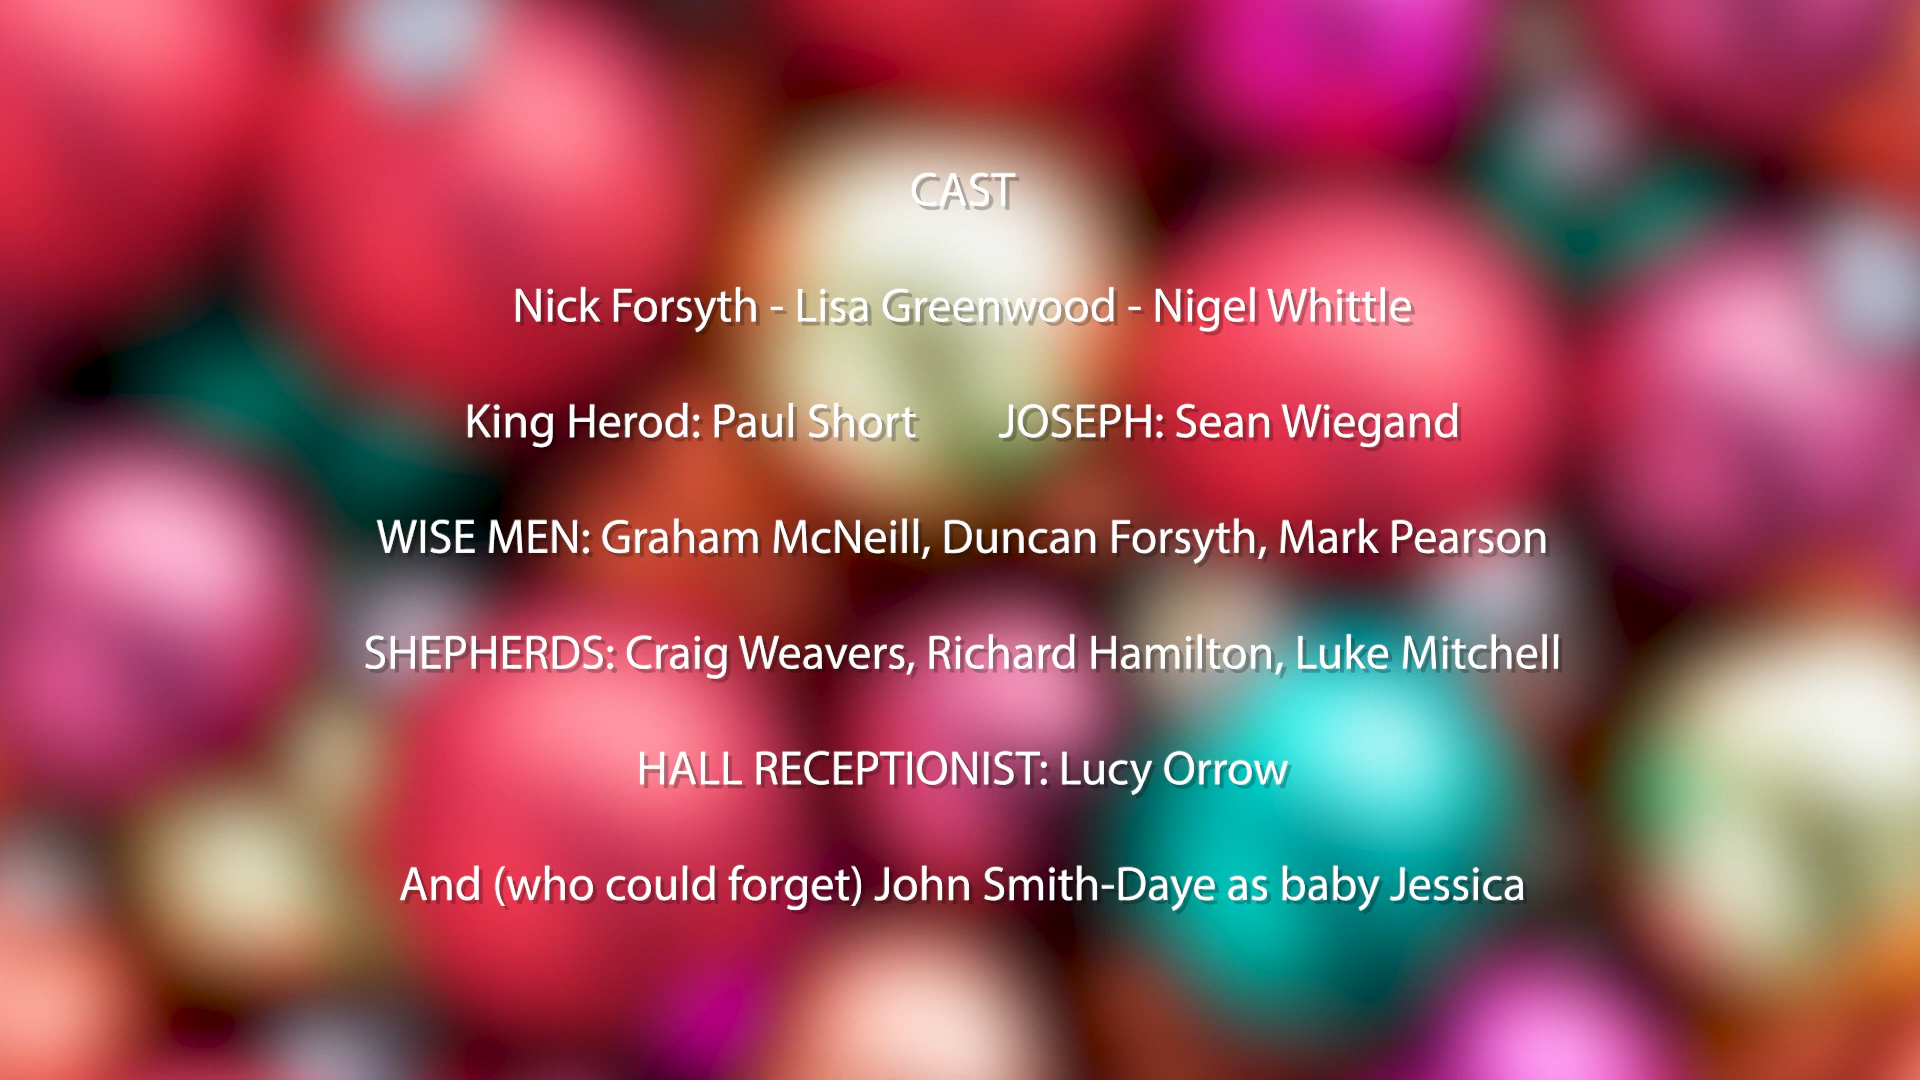 CAST
Nick Forsyth - Lisa Greenwood - Nigel Whittle
King Herod: Paul Short JOSEPH: Sean Wiegand
WISE MEN: Graham McNeill, Duncan Forsyth, Mark Pearson
SHEPHERDS: Craig Weavers, Richard Hamilton, Luke Mitchell
HALL RECEPTIONIST: Lucy Orrow
And (who could forget) John Smith-Daye as baby Jessica